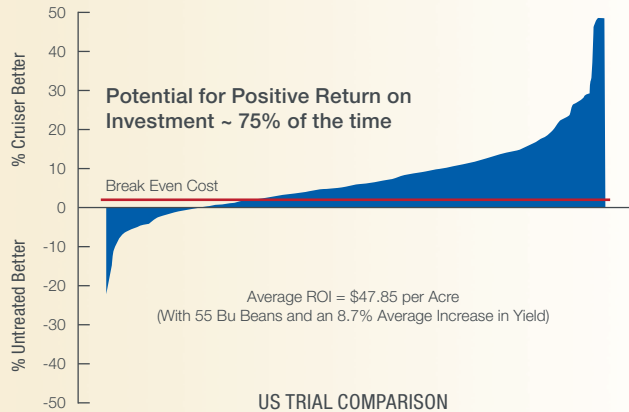 50
40
30
20
10
0
-10
-20
-30
-40
-50
% Cruiser Better
% Untreated Better
Potential for Positive Return on
Investment ~ 75% of the time
Break Even Cost
Average ROI = $47.85 per Acre
(With 55 Bu Beans and an 8.7% Average Increase in Yield)
US TRIAL COMPARISON